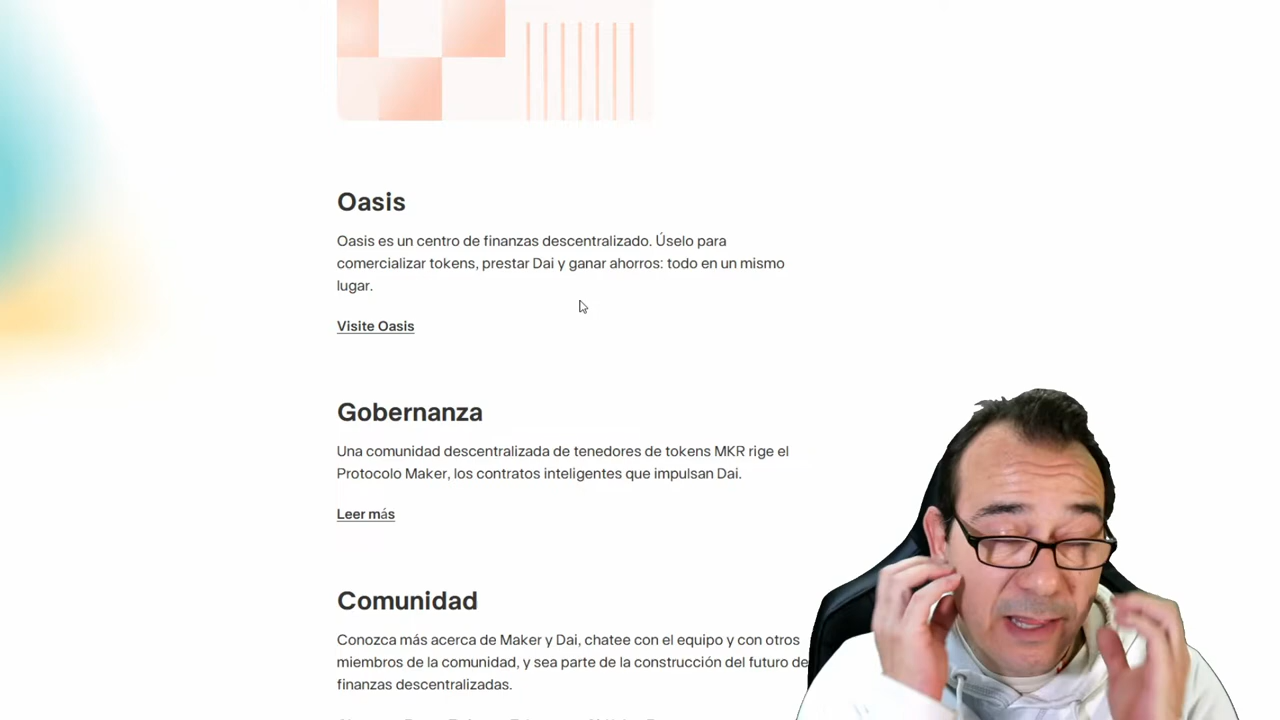 Oasis
Oasis es un centro de finanzas descentralizado. Úselo para
comercializar tokens, prestar Dai y ganar ahorros: todo en un mismo
lugar.
Visite Oasis
Gobernanza
Una comunidad descentralizada de tenedores de tokens MKR rige el
Protocolo Maker, los contratos inteligentes que impulsan Dai.
Leer más
Comunidad
Conozca más acerca de Maker y Dai, chatee con el equipo y con otros
miembros de la comunidad, y sea parte de la construcción del futuro de
finanzas descentralizadas.